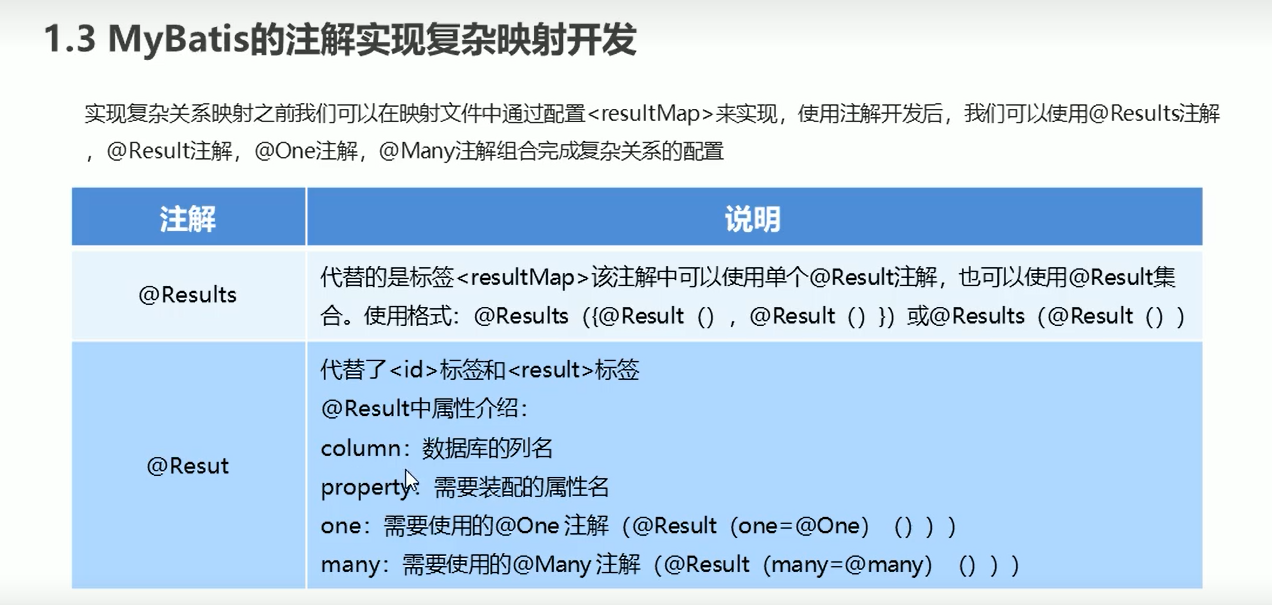 1.3 MyBatis的注解实现复杂映射开发
实现复杂关系映射之前我们可以在映射文件中通过配置<resultMap>来实现，使用注解开发后，我们可以使用@Results注解
，@Result注解，@One注解，@Many注解组合完成复杂关系的配置
注解
说明
@Results
代替的是标签<resultMap>该注解中可以使用单个@Result注解，也可以使用@Result集
合。使用格式：@Results（{@Result（），@Result（）}）或@Results（@Result（））
@Resut
代替了<id>标签和<result>标签
@Result中属性介绍：
column：数据库的列名
property：需要装配的属性名
one：需要使用的@One 注解（@Result（one=@One）（）））
many：需要使用的@Many 注解（@Result（many=@many）（）））